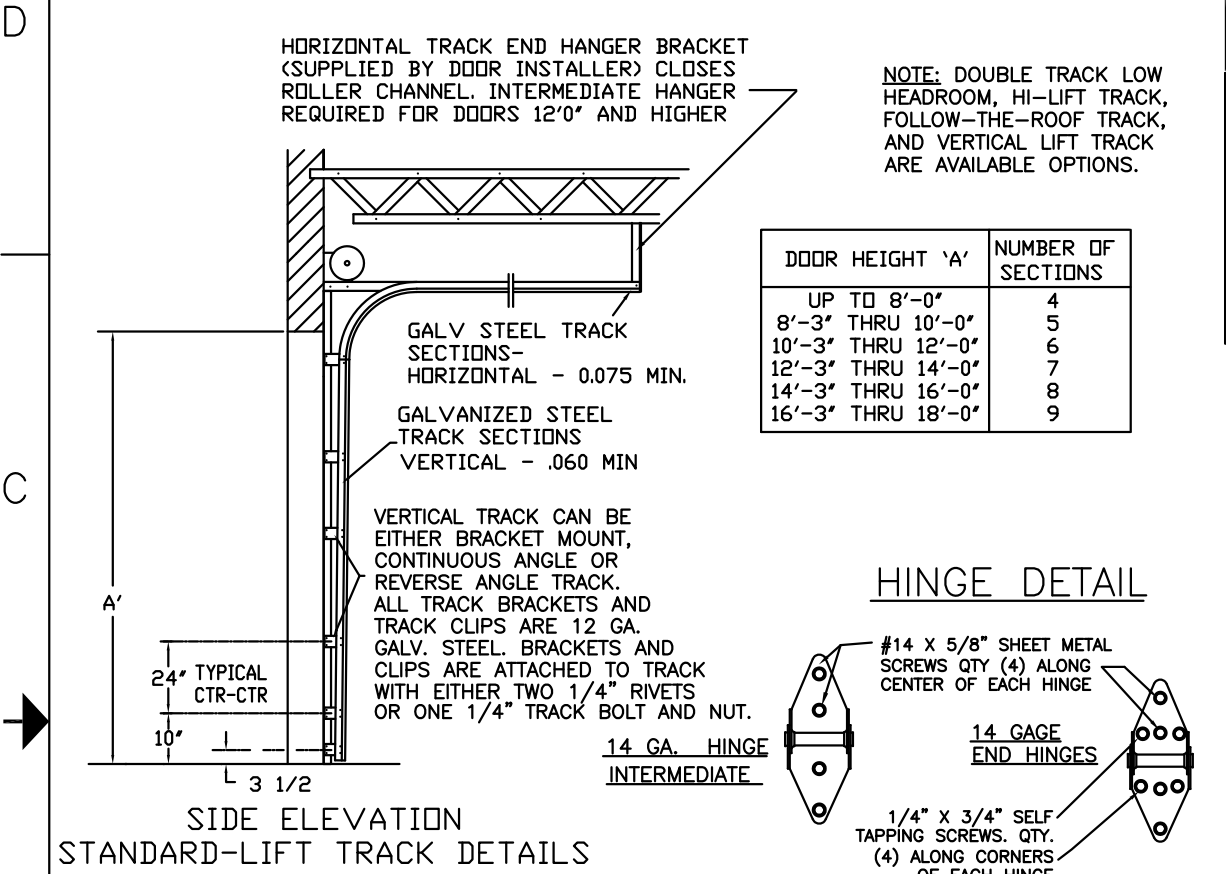 D
HORIZONTAL TRACK END HANGER BRACKET
(SUPPLIED BY DOOR INSTALLER) CLOSES
ROLLER CHANNEL. INTERMEDIATE HANGER
REQUIRED FOR DOORS 12'0" AND HIGHER
NOTE: DOUBLE TRACK LOW
HEADROOM, HI-LIFT TRACK,
FOLLOW-THE-ROOF TRACK,
AND VERTICAL LIFT TRACK
ARE AVAILABLE OPTIONS.
DOOR HEIGHT 'A' NUMBER OF
SECTIONS
UP TO 8'-0" 4
8'-3" THRU 10'-0" 5
10'-3" THRU 12'-0" 6
12'-3" THRU 14'-0" 7
14'-3" THRU 16'-0" 8
16'-3" THRU 18'-0" 9
GALV STEEL TRACK
SECTIONS-
HORIZONTAL - 0.075 MIN.
GALVANIZED STEEL
TRACK SECTIONS
VERTICAL - .060 MIN
C
VERTICAL TRACK CAN BE
EITHER BRACKET MOUNT,
CONTINUOUS ANGLE OR
REVERSE ANGLE TRACK.
ALL TRACK BRACKETS AND
TRACK CLIPS ARE 12 GA.
GALV. STEEL. BRACKETS AND
CLIPS ARE ATTACHED TO TRACK
WITH EITHER TWO 1/4" RIVETS
OR ONE 1/4" TRACK BOLT AND NUT.
A'
24" TYPICAL
CTR-CTR
10"
3 1/2
SIDE ELEVATION
STANDARD-LIFT TRACK DETAILS
HINGE DETAIL
#14 X 5/8" SHEET METAL
SCREWS QTY (4) ALONG
CENTER OF EACH HINGE
14 GA. HINGE
INTERMEDIATE
14 GAGE
END HINGES
1/4" X 3/4" SELF
TAPPING SCREWS. QTY.
(4) ALONG CORNERS
OF EACH HINGE